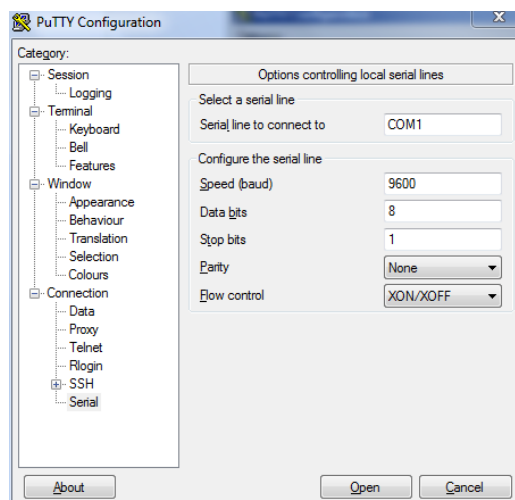 PuTTY Configuration
Category:
Session
Logging
Terminal
Keyboard
Bell
Features
Window
Appearance
Behaviour
Translation
Selection
Colours
Connection
Data
Proxy
Telnet
Rlogin
SSH
Serial
Options controlling local serial lines
Select a serial line
Serial line to connect to COM1
Configure the serial line
Speed (baud) 9600
Data bits 8
Stop bits 1
Parity None
Flow control XON/XOFF
About Open Cancel